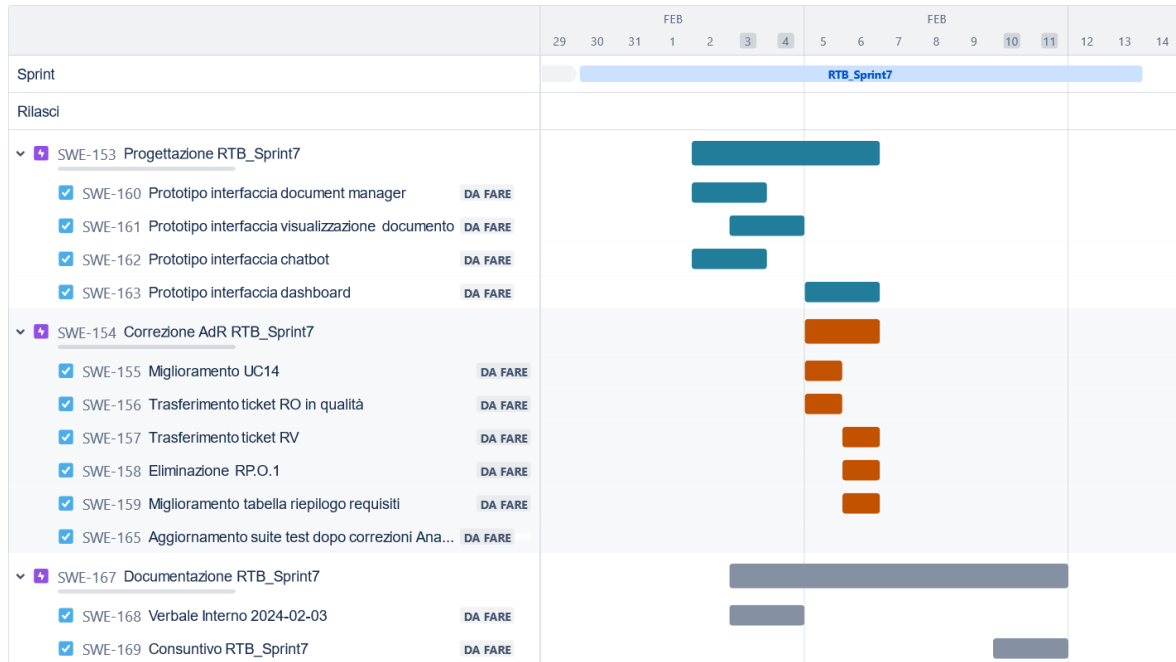 FEB FEB
29 30 31 1 2 3 4 5 6 7 8 9 10 11 12 13 14
Sprint RTB_Sprint7
Rilasci
SWE-153 Progettazione RTB_Sprint7
SWE-160 Prototipo interfaccia document manager DA FARE
SWE-161 Prototipo interfaccia visualizzazione documento DA FARE
SWE-162 Prototipo interfaccia chatbot DA FARE
SWE-163 Prototipo interfaccia dashboard DA FARE
SWE-154 Correzione AdR RTB_Sprint7
SWE-155 Miglioramento UC14 DA FARE
SWE-156 Trasferimento ticket RO in qualità DA FARE
SWE-157 Trasferimento ticket RV DA FARE
SWE-158 Eliminazione RP.O.1 DA FARE
SWE-159 Miglioramento tabella riepilogo requisiti DA FARE
SWE-165 Aggiornamento suite test dopo correzioni Ana... DA FARE
SWE-167 Documentazione RTB_Sprint7
SWE-168 Verbale Interno 2024-02-03 DA FARE
SWE-169 Consuntivo RTB_Sprint7 DA FARE